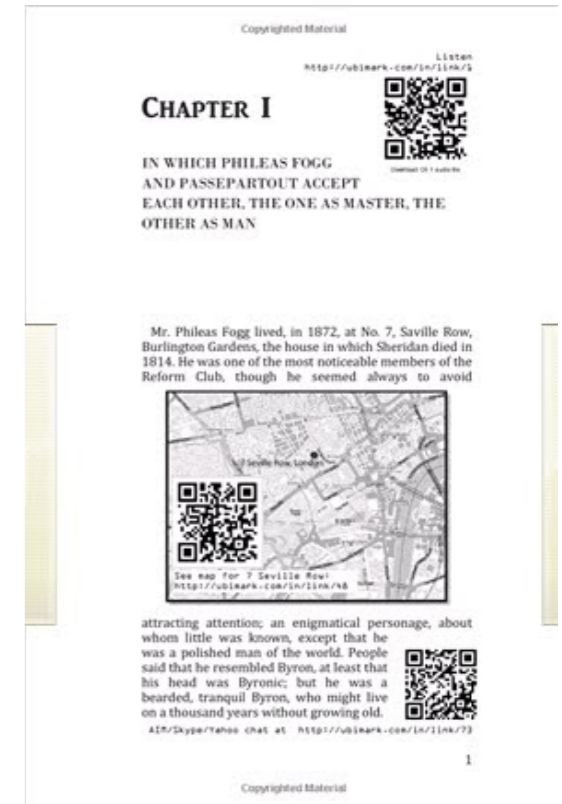 Copyrighted Material
Listen
http://ubimark.com/in/link/1
CHAPTER I
IN WHICH PHILEAS FOGG
AND PASSEPARTOUT ACCEPT
EACH OTHER, THE ONE AS MASTER, THE
OTHER AS MAN
Mr. Phileas Fogg lived, in 1872, at No. 7, Saville Row,
Burlington Gardens, the house in which Sheridan died in
1814. He was one of the most noticeable members of the
Reform Club, though he seemed always to avoid
7 Seville Row, London
See map for 7 Seville Row:
http://ubimark.com/in/link/48
attracting attention; an enigmatical personage, about
whom little was known, except that he
was a polished man of the world. People
said that he resembled Byron, at least that
his head was Byronic; but he was a
bearded, tranquil Byron, who might live
on a thousand years without growing old.
AIM/Skype/Yahoo chat at http://ubimark.com/in/link/73
1
Copyrighted Material